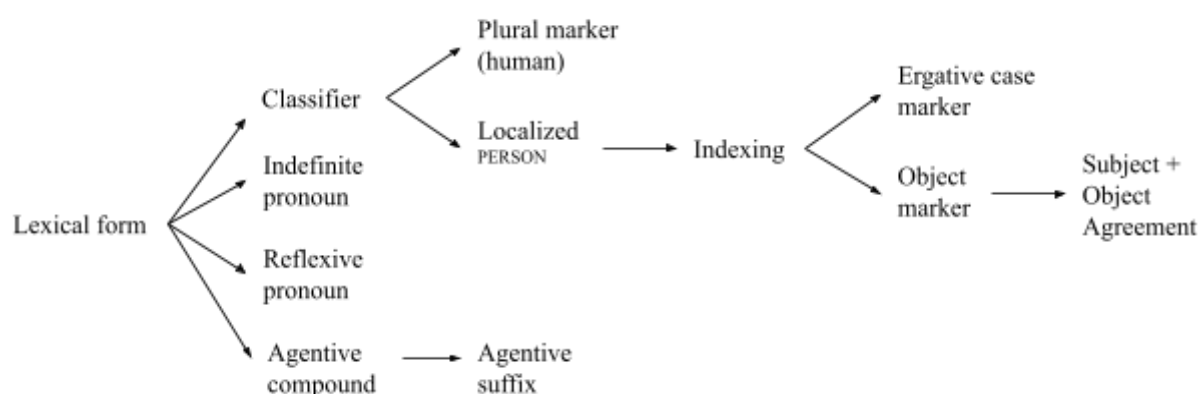 Plural marker
(human)
Classifier
Ergative case
marker
Localized
PERSON
Indexing
Indefinite
pronoun
Object
marker
Subject +
Object
Agreement
Lexical form
Reflexive
pronoun
Agentive
compound
Agentive
suffix